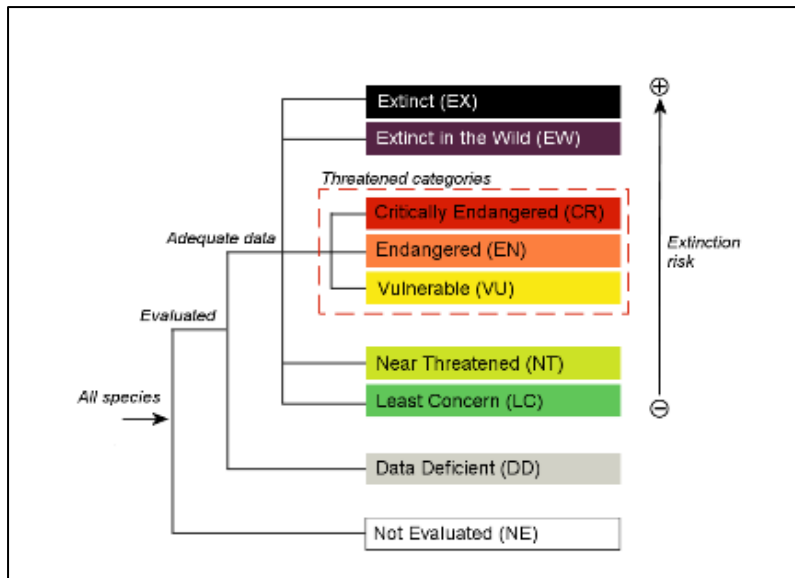 Extinct (EX)
Extinct in the Wild (EW)
Threatened categories
Critically Endangered (CR)
Adequate data
Endangered (EN)
Extinction
risk
Vulnerable (VU)
Evaluated
Near Threatened (NT)
All species
Least Concern (LC)
Data Deficient (DD)
Not Evaluated (NE)